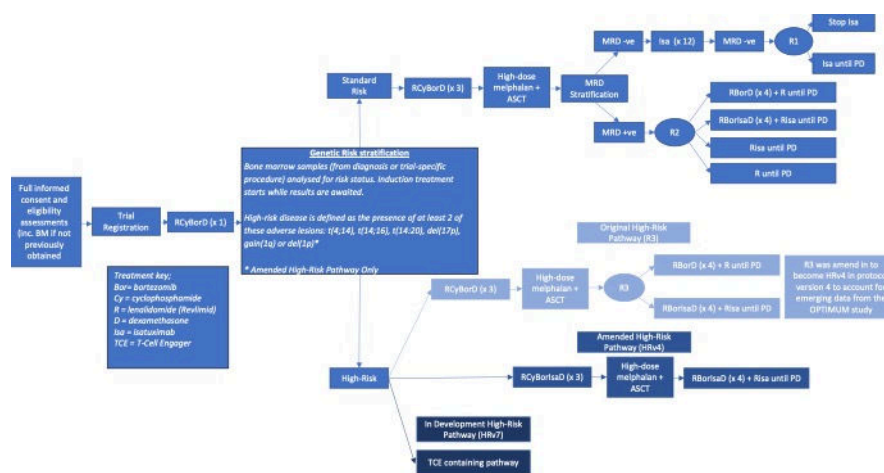 Full informed
consent and
eligibility
assessments
(inc. BM if not
previously
obtained
Trial
Registration
RCyBorD (x 1)
Treatment key;
Bor= bortezomib
Cy = cyclophosphamide
R = lenalidomide (Revlimid)
D = dexamethasone
Isa = isatuximab
TCE = T-Cell Engager
Genetic Risk stratification
Bone marrow samples (from diagnosis or trial-specific
procedure) analysed for risk status. Induction treatment
starts while results are awaited.
High-risk disease is defined as the presence of at least 2 of
these adverse lesions: t(4;14), t(14;16), t(14:20), del(17p),
gain(1q) or del(1p)*
* Amended High-Risk Pathway Only
Standard
Risk
RCyBorD (x 3)
High-dose
melphalan +
ASCT
MRD
Stratification
MRD -ve
Isa (x 12)
MRD -ve
R1
Stop Isa
Isa until PD
MRD +ve
R2
RBorD (x 4) + R until PD
RBorIsaD (x 4) + Risa until PD
Risa until PD
R until PD
Original High-Risk
Pathway (R3)
RCyBorD (x 3)
High-dose
melphalan +
ASCT
R3
RBorD (x 4) + R until PD
RBorIsaD (x 4) + Risa until PD
R3 was amend in to
become HRv4 in protoco
version 4 to account for
emerging data from the
OPTIMUM study
High-Risk
Amended High-Risk
Pathway (HRv4)
RCyBorIsaD (x 3)
High-dose
melphalan +
ASCT
RBorIsaD (x 4) + Risa until PD
In Development High-Risk
Pathway (HRv7)
TCE containing pathway